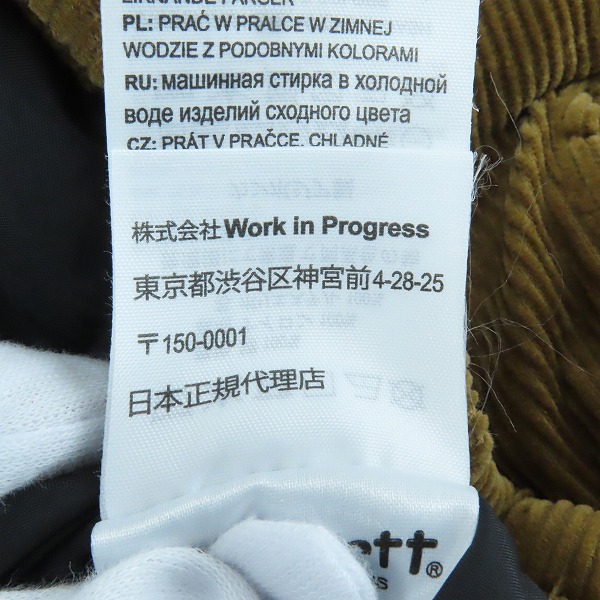 PL: PRAĆ W PRALCE W ZIMNEJ
WODZIE Z PODOBNYMI KOLORAMI
RU: машинная стирка в холодной
воде изделий сходного цвета
CZ: PRÁT V PRAČCE, CHLADNÉ
株式会社Work in Progress
東京都渋谷区神宮前4-28-25
〒150-0001
日本正規代理店